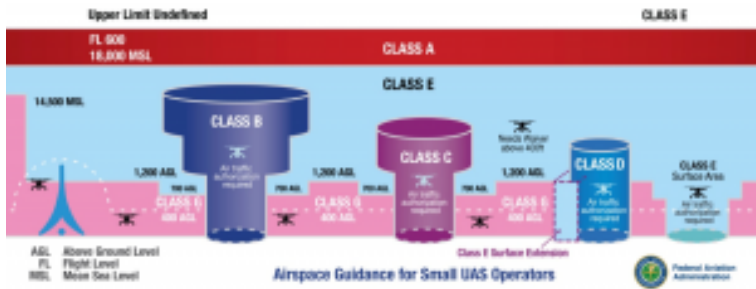 Upper Limit Undefined
CLASS E
FL 600
18,000 MSL
CLASS A
CLASS E
14,500 MSL
CLASS B
Air traffic
authorization
required
CLASS C
Air traffic
authorization
required
Needs Waiver
above 400ft
CLASS D
Air traffic
authorization
required
CLASS E
Surface Area
Air traffic
authorization
required
1,200 AGL
1,200 AGL
1,200 AGL
700 AGL
700 AGL
700 AGL
700 AGL
CLASS G
400 AGL
CLASS G
400 AGL
CLASS G
400 AGL
Class E Surface Extension
AGL Above Ground Level
FL Flight Level
MSL Mean Sea Level
Airspace Guidance for Small UAS Operators
Federal Aviation
Administration